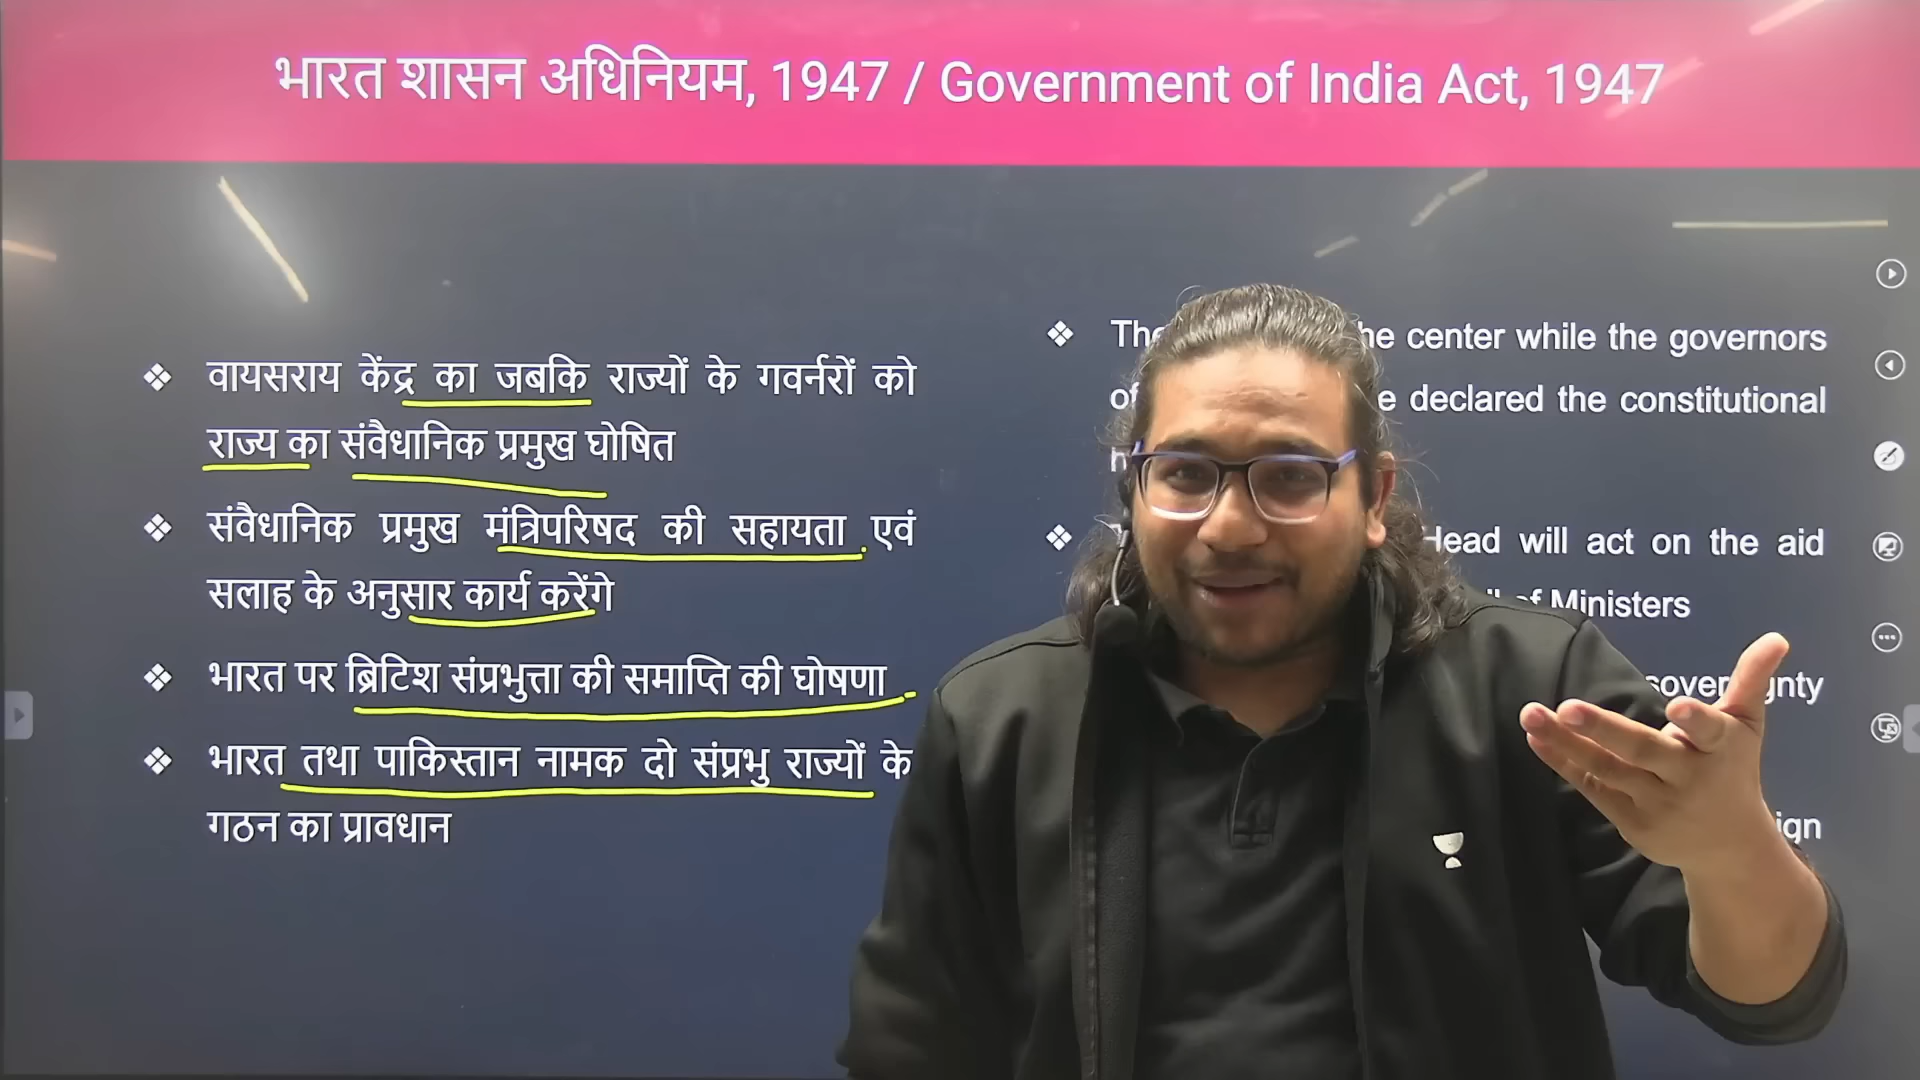 भारत शासन अधिनियम, 1947 / Government of India Act, 1947
वायसराय केंद्र का जबकि राज्यों के गवर्नरों को
राज्य का संवैधानिक प्रमुख घोषित
संवैधानिक प्रमुख मंत्रिपरिषद की सहायता एवं
सलाह के अनुसार कार्य करेंगे
भारत पर ब्रिटिश संप्रभुत्ता की समाप्ति की घोषणा
भारत तथा पाकिस्तान नामक दो संप्रभु राज्यों के
गठन का प्रावधान
center while the governors
declared the constitutional
Head will act on the aid
of Ministers